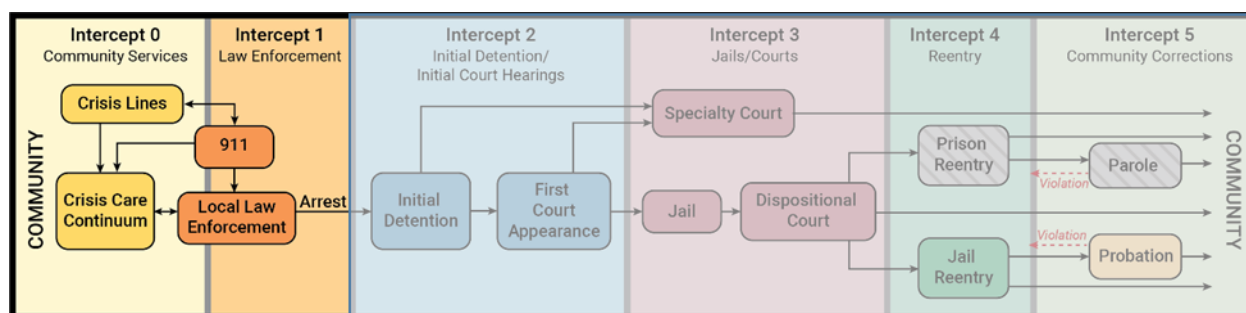 Intercept 0
Community Services
Intercept 1
Law Enforcement
Intercept 2
Initial Detention/
Initial Court Hearings
Intercept 3
Jails/Courts
Intercept 4
Reentry
Intercept 5
Community Corrections
COMMUNITY
Crisis Lines
911
Crisis Care
Continuum
Local Law
Enforcement
Arrest
Initial
Detention
First
Court
Appearance
Specialty Court
Jail
Dispositional
Court
Prison
Reentry
Violation
Parole
Jail
Reentry
Violation
Probation
COMMUNITY